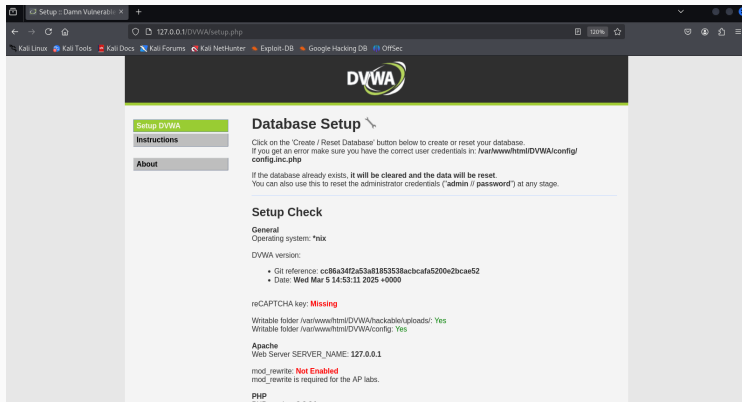 Setup :: Damn Vulnerable
127.0.0.1/DVWA/setup.php
120%
Kali Linux Kali Tools Kali Docs Kali Forums Kali NetHunter Exploit-DB Google Hacking DB OffSec
DVWA
Setup DVWA
Instructions
About
Database Setup
Click on the 'Create / Reset Database' button below to create or reset your database.
If you get an error make sure you have the correct user credentials in: /var/www/html/DVWA/config/
config.inc.php
If the database already exists, it will be cleared and the data will be reset.
You can also use this to reset the administrator credentials ("admin // password") at any stage.
Setup Check
General
Operating system: *nix
DVWA version:
• Git reference: cc86a34f2a53a81853538acbcafa5200e2bcae52
• Date: Wed Mar 5 14:53:11 2025 +0000
reCAPTCHA key: Missing
Writable folder /var/www/html/DVWA/hackable/uploads/: Yes
Writable folder /var/www/html/DVWA/config: Yes
Apache
Web Server SERVER_NAME: 127.0.0.1
mod_rewrite: Not Enabled
mod_rewrite is required for the AP labs.
PHP